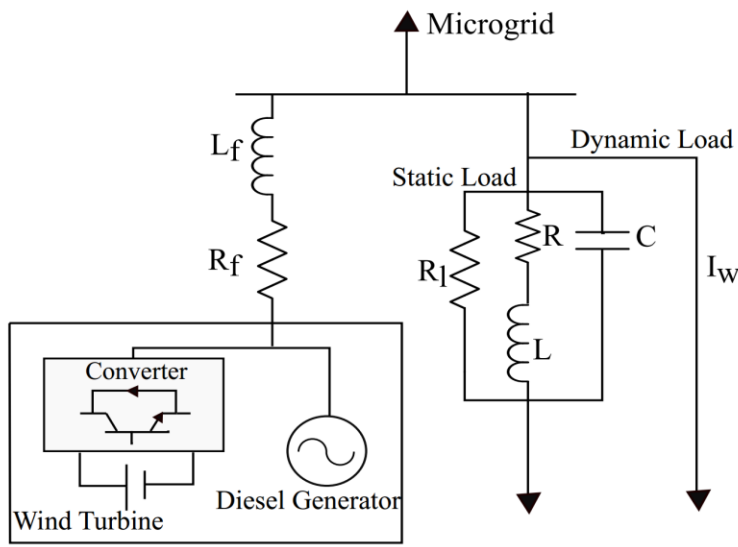 Microgrid
Lf
Dynamic Load
Static Load
Rf
Rl
R
C
Iw
L
Converter
Diesel Generator
Wind Turbine